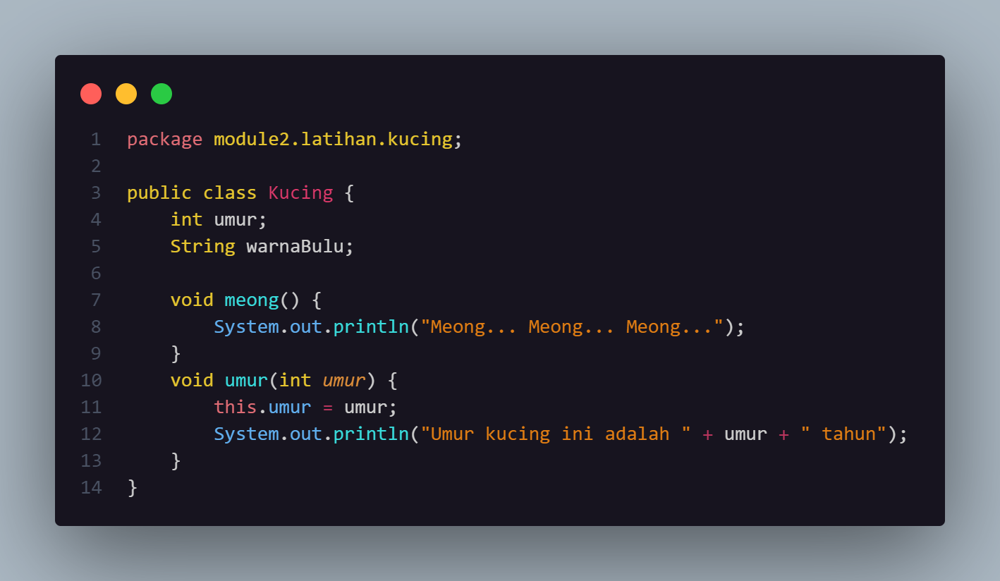 1 package module2.latihan.kucing;
2
3 public class Kucing {
4     int umur;
5     String warnaBulu;
6
7     void meong() {
8         System.out.println("Meong... Meong... Meong...");
9     }
10     void umur(int umur) {
11         this.umur = umur;
12         System.out.println("Umur kucing ini adalah " + umur + " tahun");
13     }
14 }